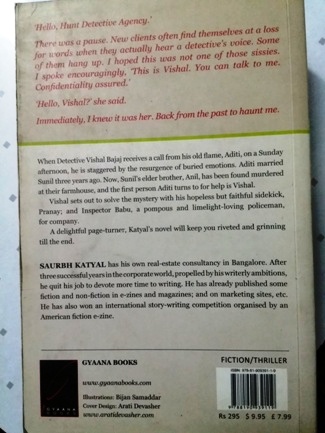 'Hello, Hunt Detective Agency.'
There was a pause. New clients often find themselves at a loss
for words when they actually hear a detective's voice. Some
of them hang up. I hoped this was not one of those sissies.
I spoke encouragingly, 'This is Vishal. You can talk to me.
Confidentiality assured.'
'Hello, Vishal?' she said.
Immediately, I knew it was her. Back from the past to haunt me.
When Detective Vishal Bajaj receives a call from his old flame, Aditi, on a Sunday
afternoon, he is staggered by the resurgence of buried emotions. Aditi married
Sunil three years ago. Now, Sunil's elder brother, Anil, has been found murdered
at their farmhouse, and the first person Aditi turns to for help is Vishal.
Vishal sets out to solve the mystery with his hopeless but faithful sidekick,
Pranay; and Inspector Babu, a pompous and limelight-loving policeman,
for company.
A delightful page-turner, Katyal's novel will keep you riveted and grinning
till the end.
SAURBH KATYAL has his own real-estate consultancy in Bangalore. After
three successful years in the corporate world, propelled by his writerly ambitions,
he quit his job to devote more time to writing. He has already published some
fiction and non-fiction in e-zines and magazines; and on marketing sites, etc.
He has also won an international story-writing competition organised by an
American fiction e-zine.
GYAANA BOOKS
www.gyaanabooks.com
Illustrations: Bijan Samaddar
Cover Design: Arati Devasher
www.aratidevasher.com
FICTION/THRILLER
Rs 295 $ 9.95 £ 7.99